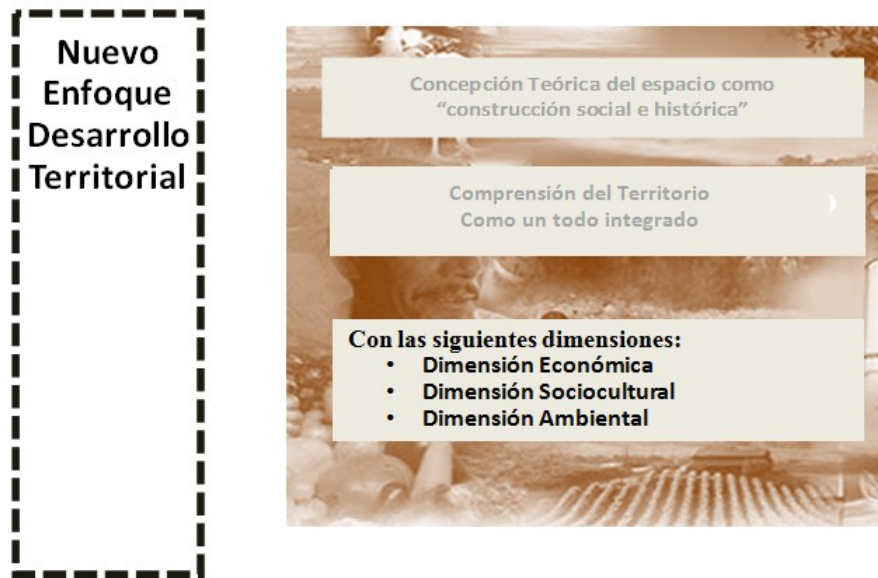 Nuevo
Enfoque
Desarrollo
Territorial
Concepción Teórica del espacio como
“construcción social e histórica”
Comprensión del Territorio
Como un todo integrado
)
Con las siguientes dimensiones:
• Dimensión Económica
• Dimensión Sociocultural
• Dimensión Ambiental